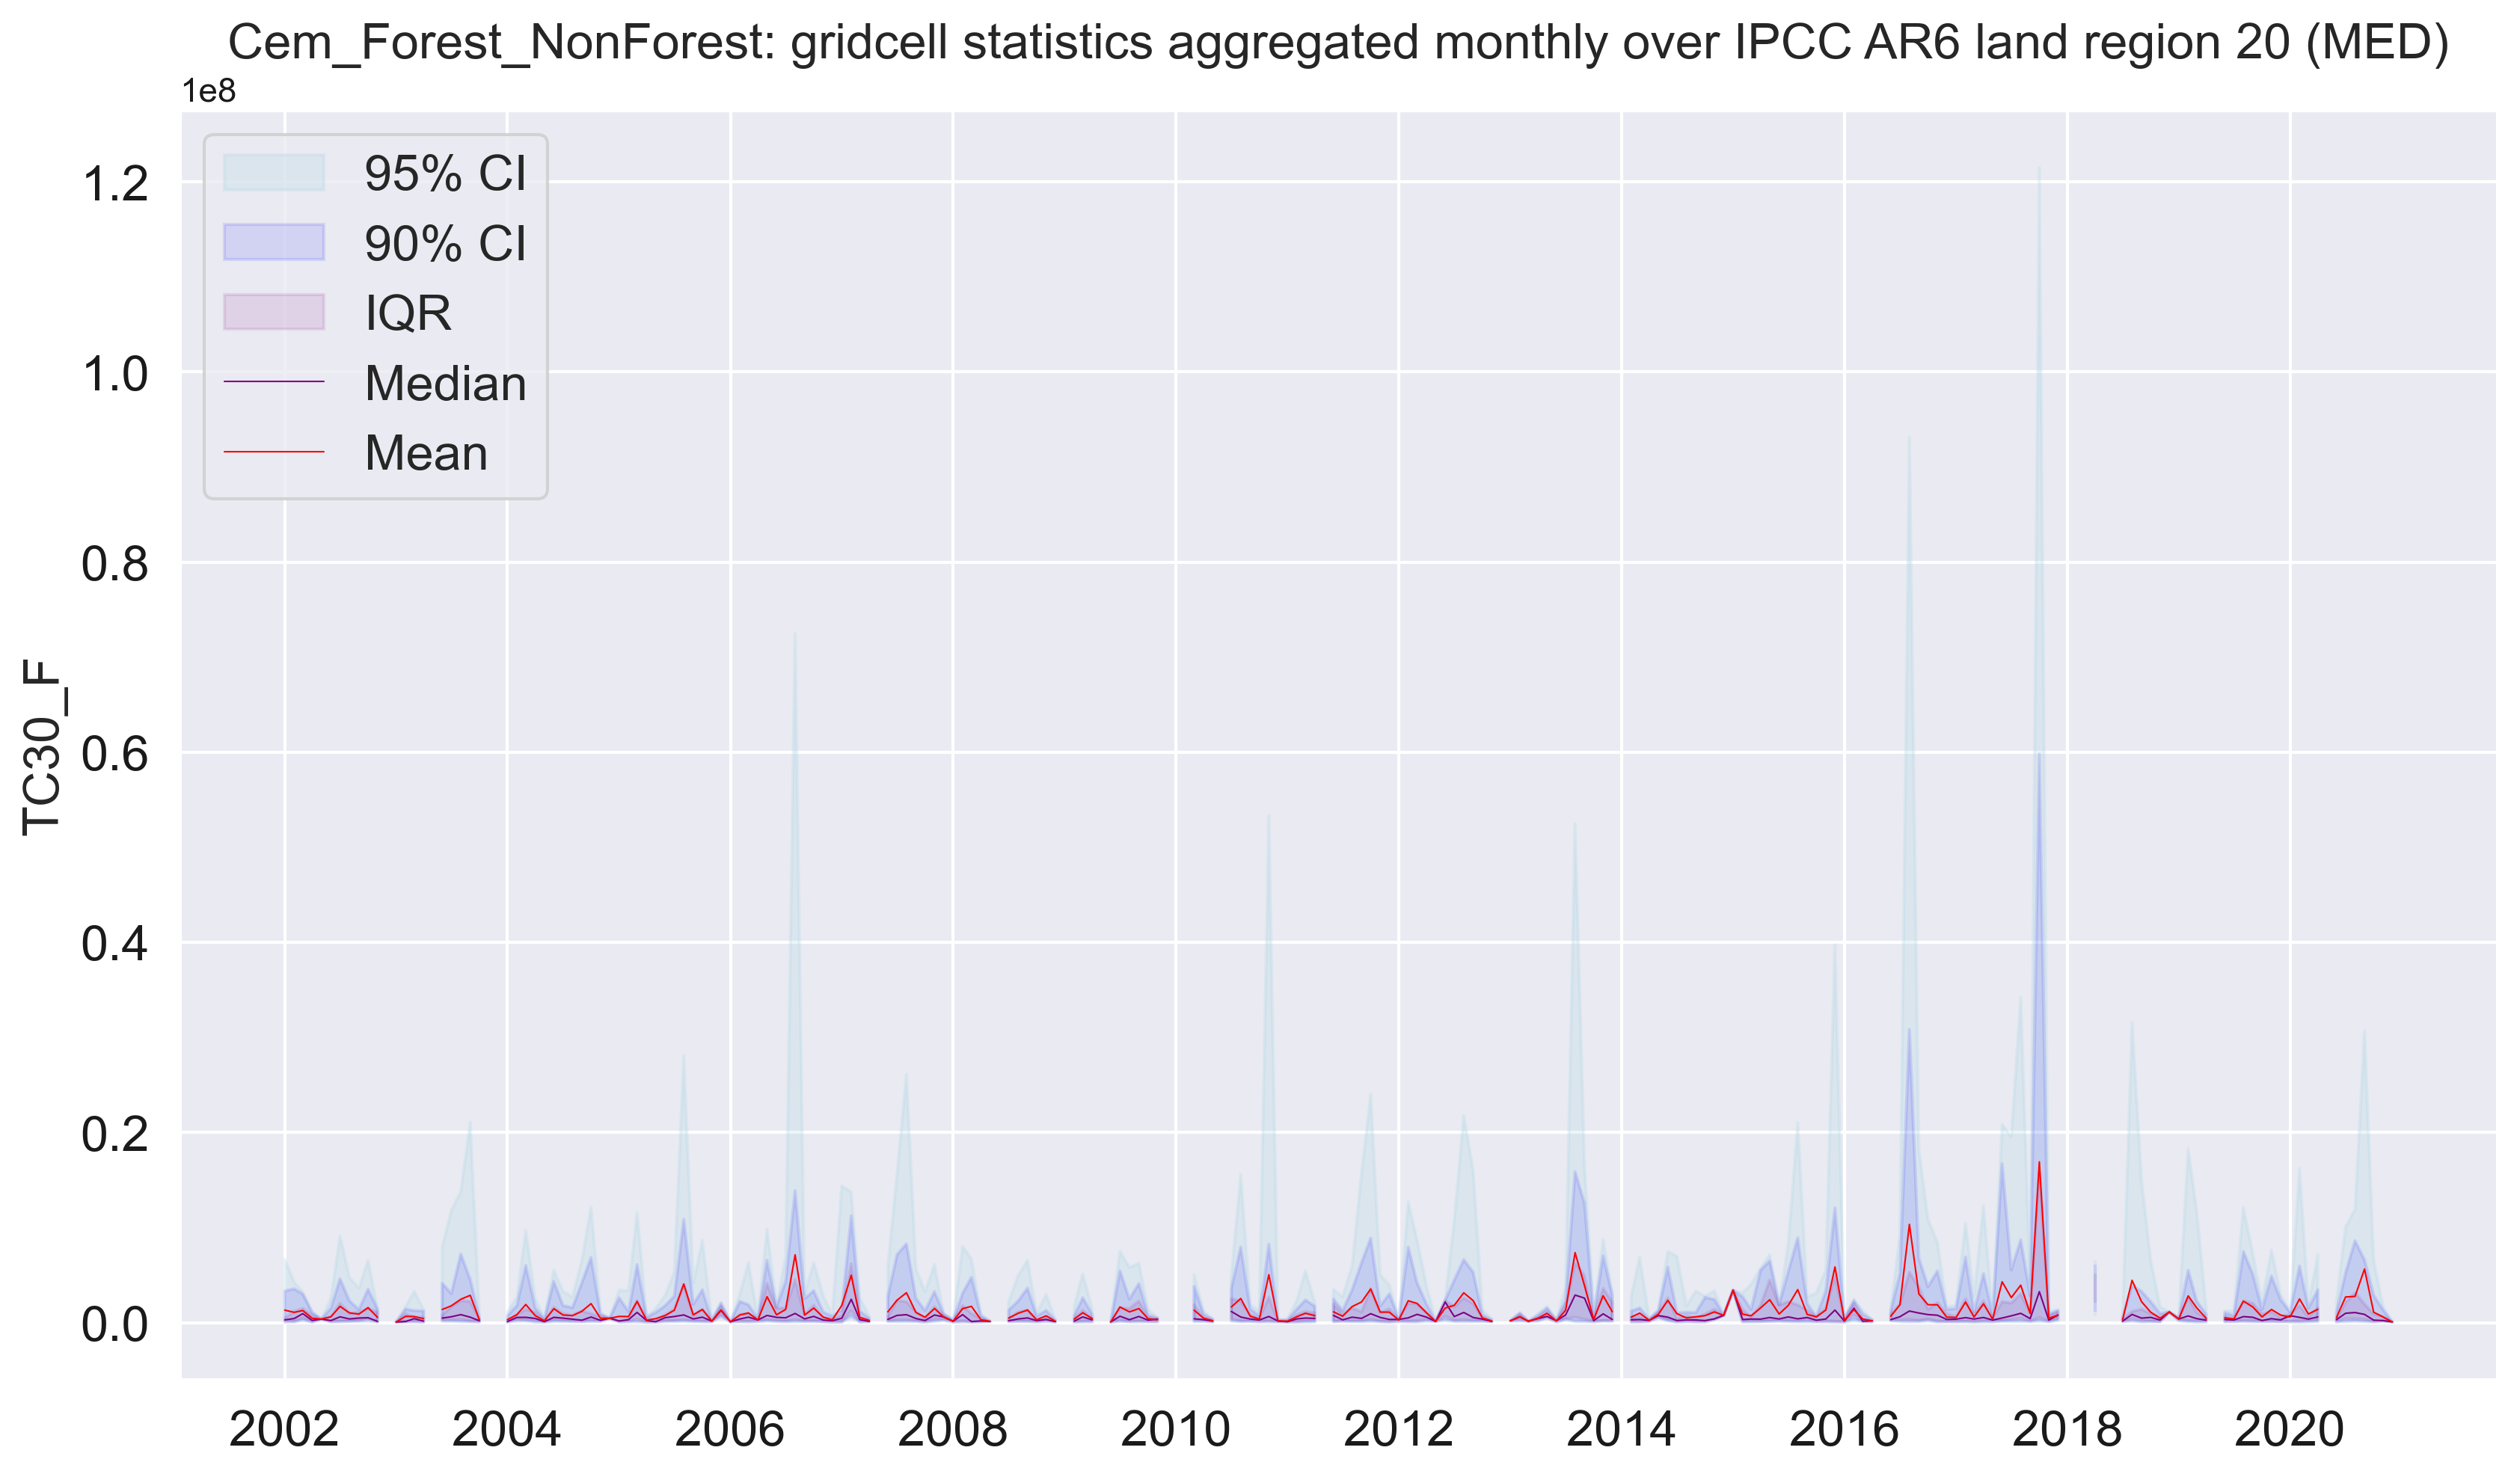 Cem_Forest_NonForest: gridcell statistics aggregated monthly over IPCC AR6 land region 20 (MED)
1e8
95% CI
90% CI
IQR
Median
Mean
1.2
1.0
0.8
0.6
0.4
0.2
0.0
TC30_F
2002 2004 2006 2008 2010 2012 2014 2016 2018 2020